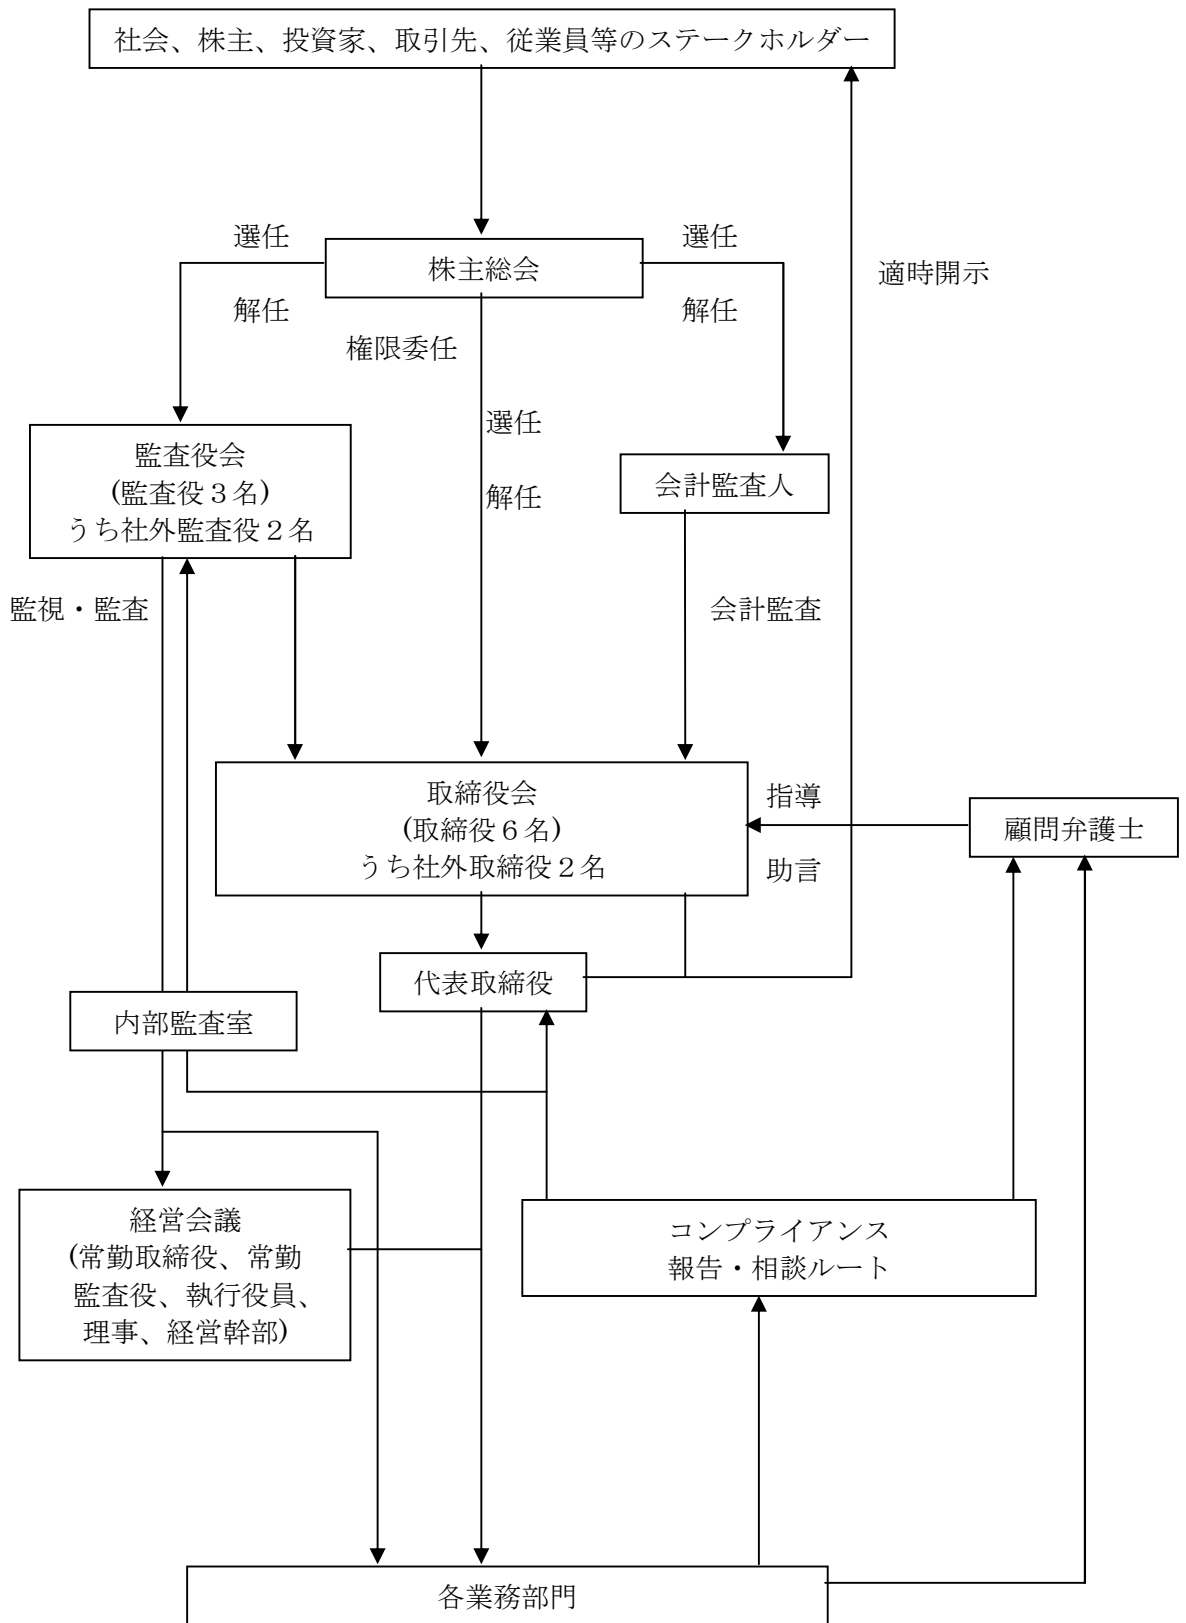 社会、株主、投資家、取引先、従業員等のステークホルダー
選任
選任
株主総会
適時開示
解任
解任
権限委任
選任
監査役会
(監査役３名)
うち社外監査役２名
会計監査人
解任
監視・監査
会計監査
取締役会
(取締役６名)
うち社外取締役２名
指導
顧問弁護士
助言
代表取締役
内部監査室
経営会議
(常勤取締役、常勤
監査役、執行役員、
理事、経営幹部)
コンプライアンス
報告・相談ルート
各業務部門